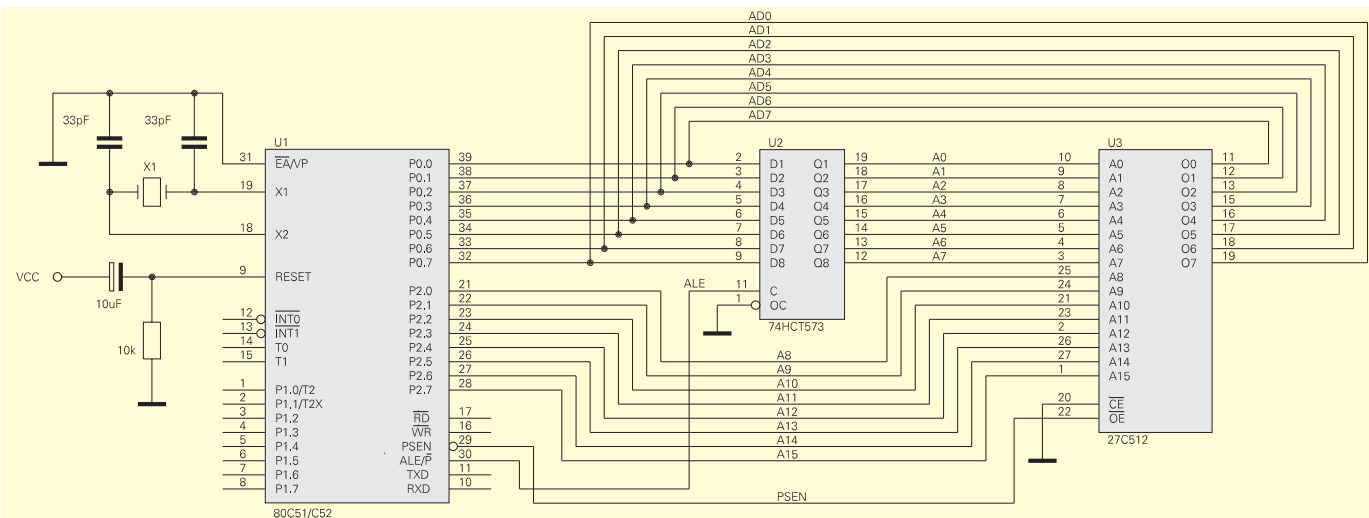 AD0
AD1
AD2
AD3
AD4
AD5
AD6
AD7
33pF
33pF
X1
VCC
10uF
10k
U1
31
EA/VP
19
X1
18
X2
9
RESET
12
INT0
13
INT1
14
T0
15
T1
1
P1.0/T2
2
P1.1/T2X
3
P1.2
4
P1.3
5
P1.4
6
P1.5
7
P1.6
8
P1.7
P0.0
39
P0.1
38
P0.2
37
P0.3
36
P0.4
35
P0.5
34
P0.6
33
P0.7
32
P2.0
21
P2.1
22
P2.2
23
P2.3
24
P2.4
25
P2.5
26
P2.6
27
P2.7
28
RD
17
WR
16
PSEN
29
ALE/P
30
TXD
11
RXD
10
80C51/C52
U2
2
D1
3
D2
4
D3
5
D4
6
D5
7
D6
8
D7
9
D8
ALE
11
C
1
OC
Q1
19
Q2
18
Q3
17
Q4
16
Q5
15
Q6
14
Q7
13
Q8
12
74HCT573
A0
A1
A2
A3
A4
A5
A6
A7
A8
A9
A10
A11
A12
A13
A14
A15
PSEN
U3
10
A0
9
A1
8
A2
7
A3
6
A4
5
A5
4
A6
3
A7
25
A8
24
A9
21
A10
23
A11
2
A12
26
A13
27
A14
1
A15
20
CE
22
OE
O0
11
O1
12
O2
13
O3
15
O4
16
O5
17
O6
18
O7
19
27C512